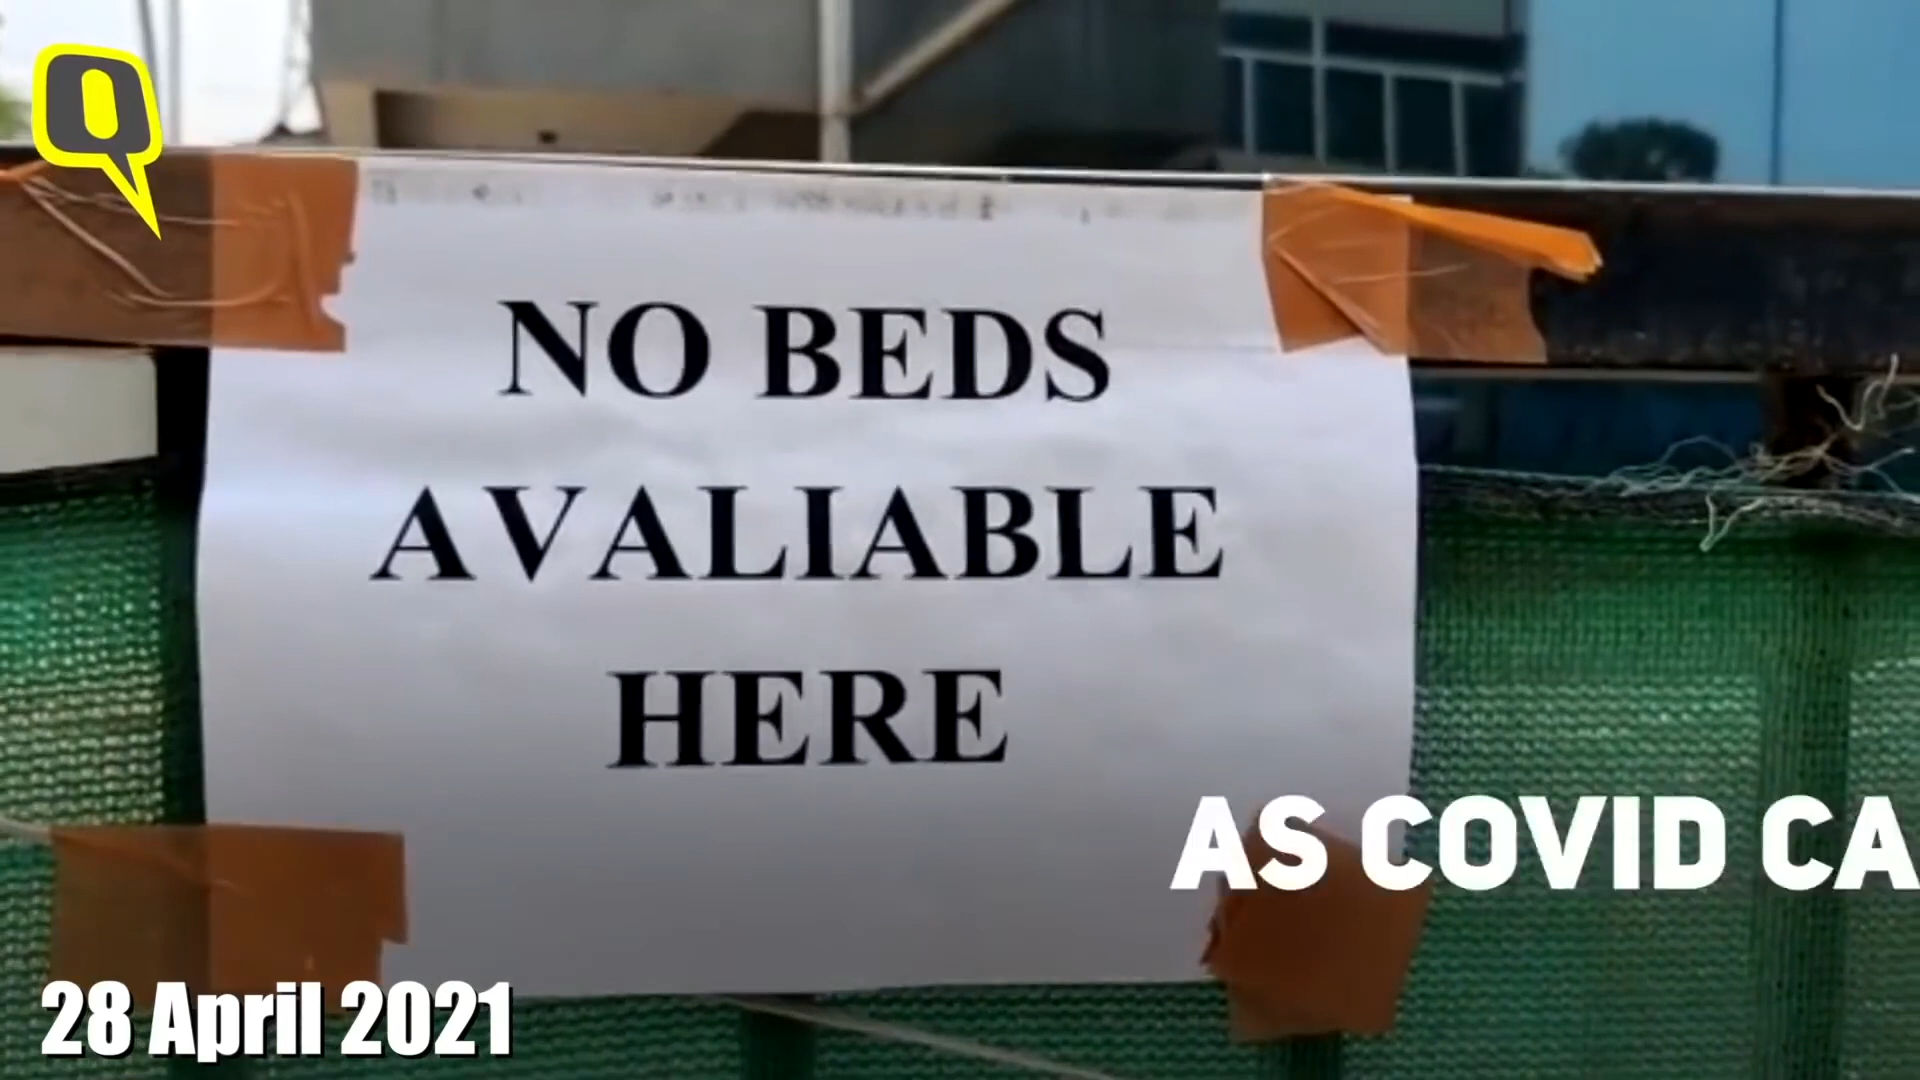 Q
NO BEDS
AVALIABLE
HERE
AS COVID CA
28 April 2021